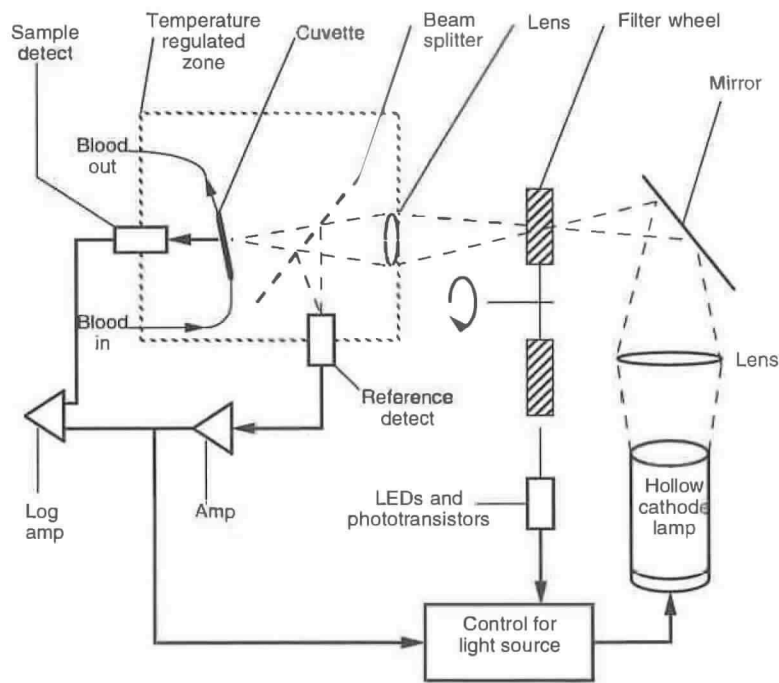 Sample
detect
Temperature
regulated
zone
Cuvette
Beam
splitter
Lens
Filter wheel
Mirror
Blood
out
Blood
in
Reference
detect
Lens
Log
amp
Amp
LEDs and
phototransistors
Hollow
cathode
lamp
Control for
light source